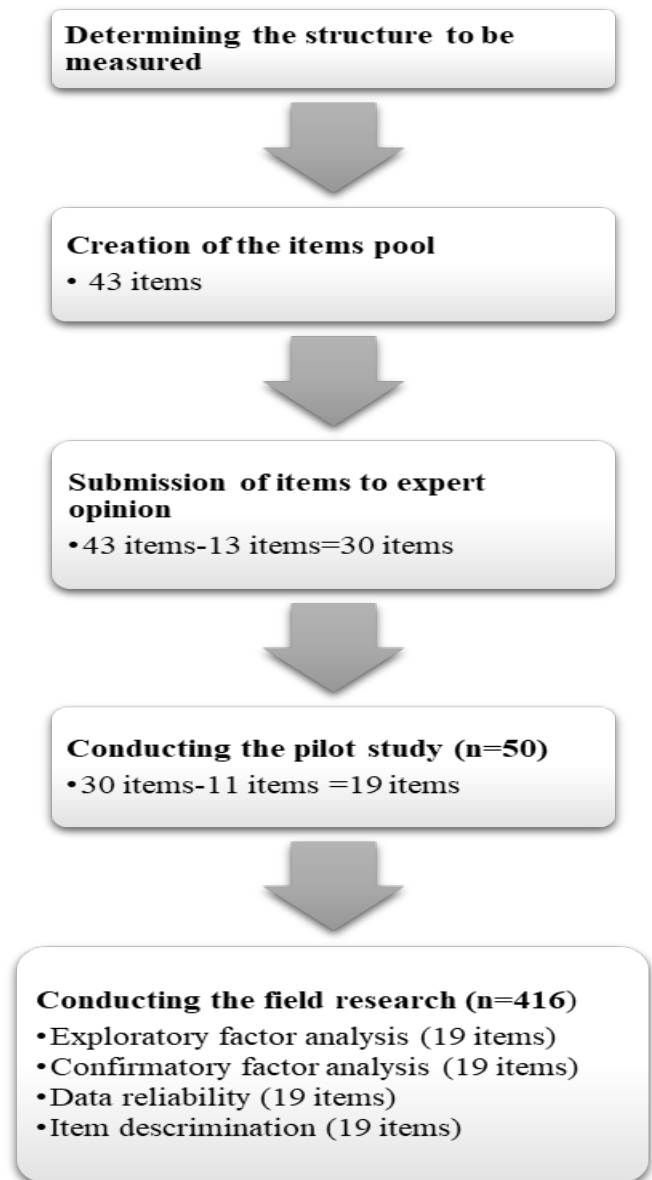 Determining the structure to be
measured
Creation of the items pool
• 43 items
Submission of items to expert
opinion
•43 items-13 items=30 items
Conducting the pilot study (n=50)
•30 items-11 items =19 items
Conducting the field research (n=416)
•Exploratory factor analysis (19 items)
•Confirmatory factor analysis (19 items)
•Data reliability (19 items)
•Item descrimination (19 items)